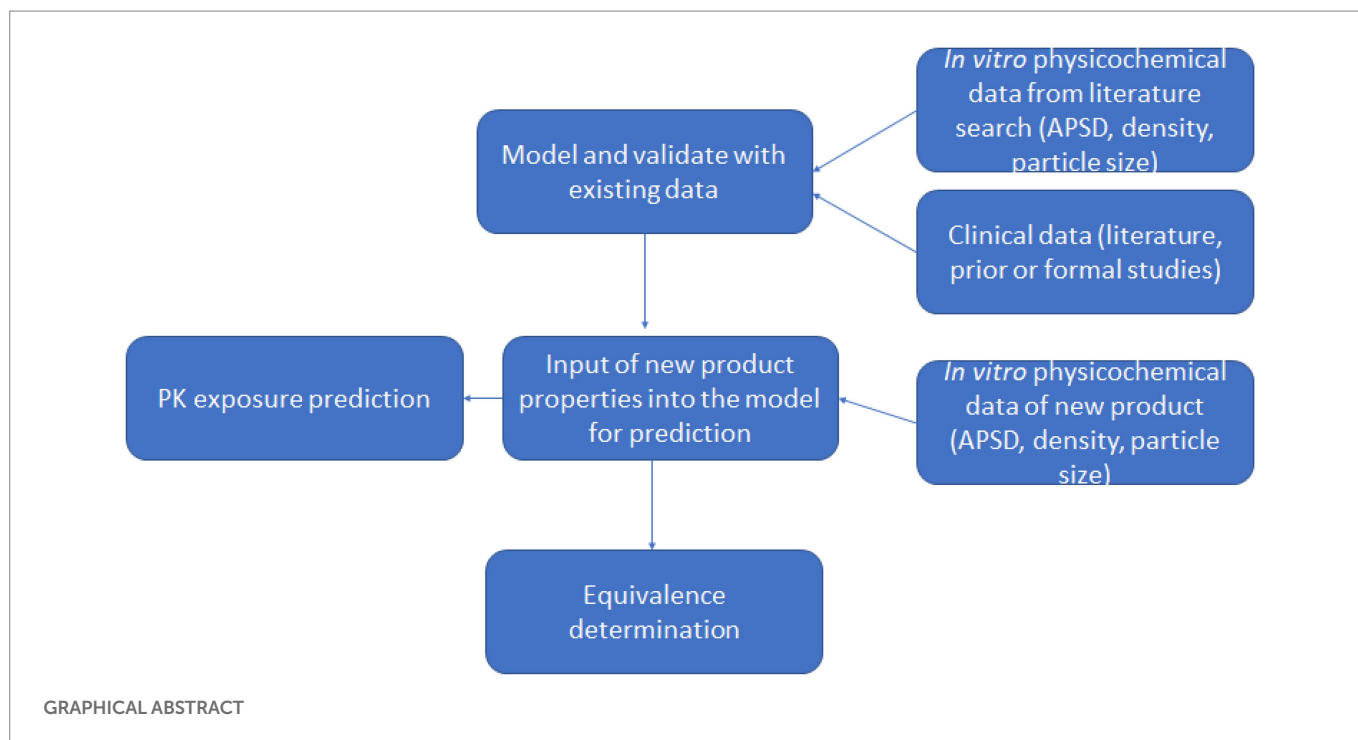 In vitro physicochemical
data from literature
search (APSD, density,
particle size)
Model and validate with
existing data
Clinical data (literature,
prior or formal studies)
PK exposure prediction
Input of new product
properties into the model
for prediction
In vitro physicochemical
data of new product
(APSD, density, particle
size)
Equivalence
determination
GRAPHICAL ABSTRACT